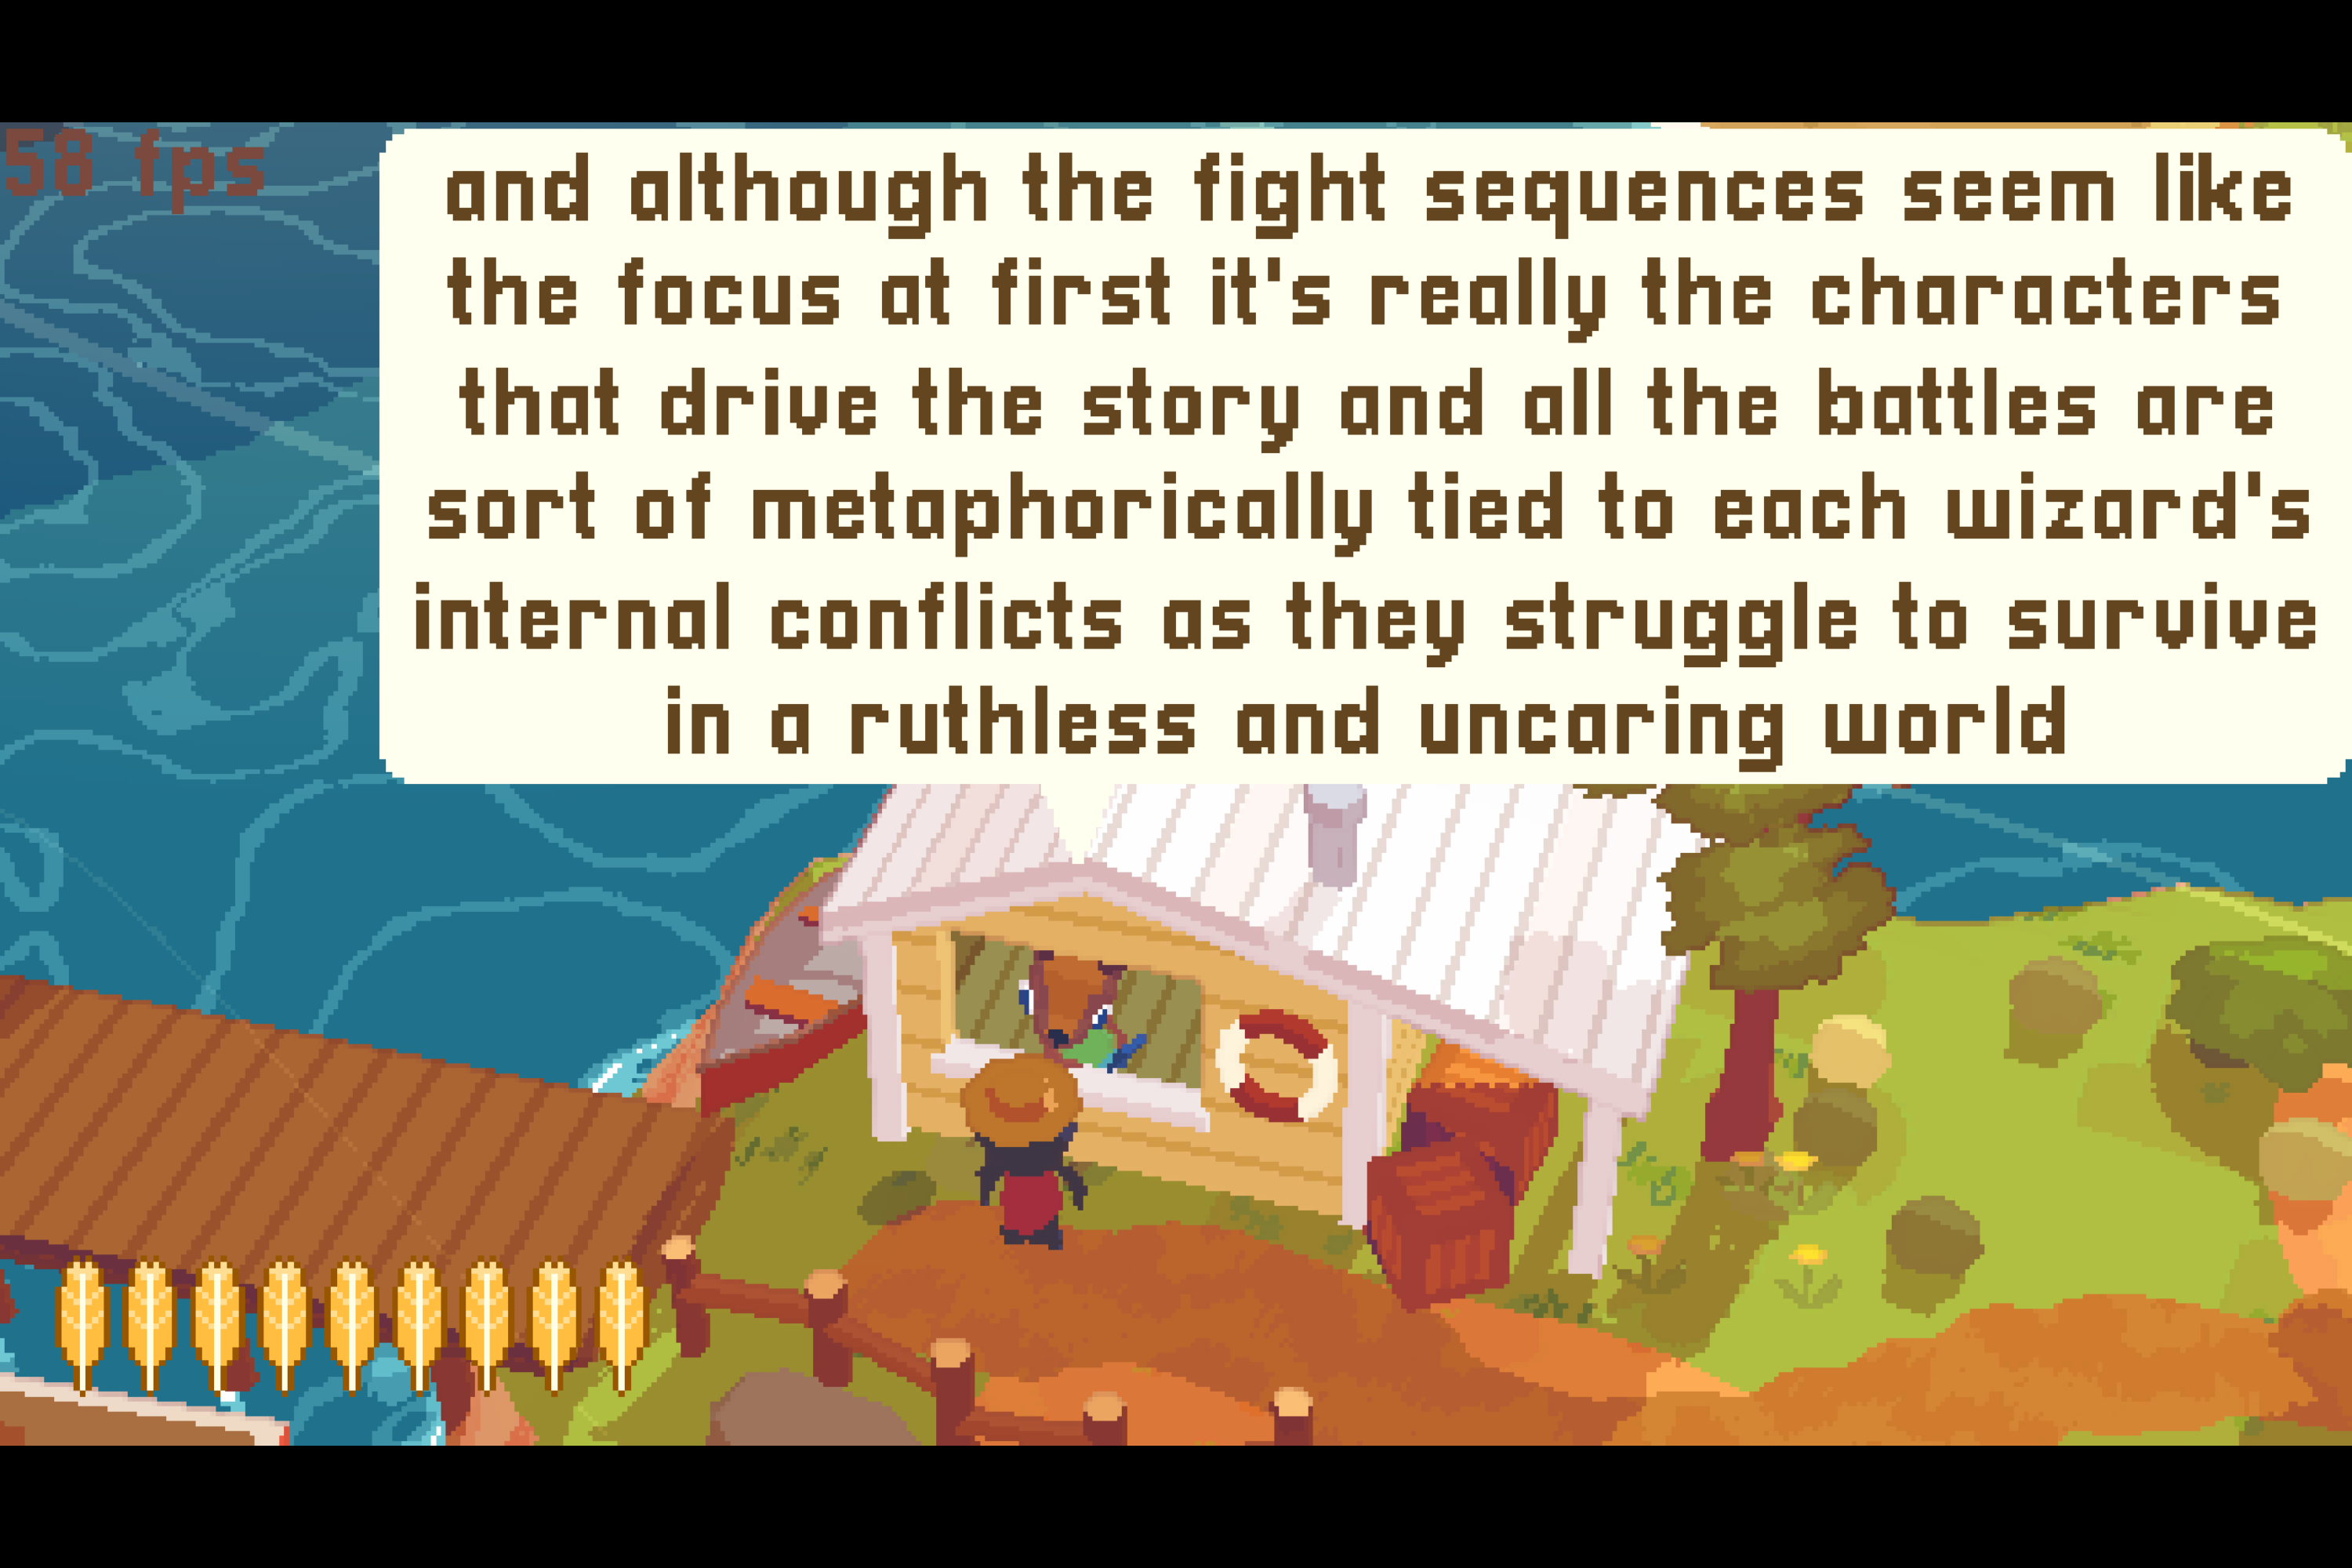 58 fps
and although the fight sequences seem like
the focus at first it's really the characters
that drive the story and all the battles are
sort of metaphorically tied to each wizard's
internal conflicts as they struggle to survive
in a ruthless and uncaring world